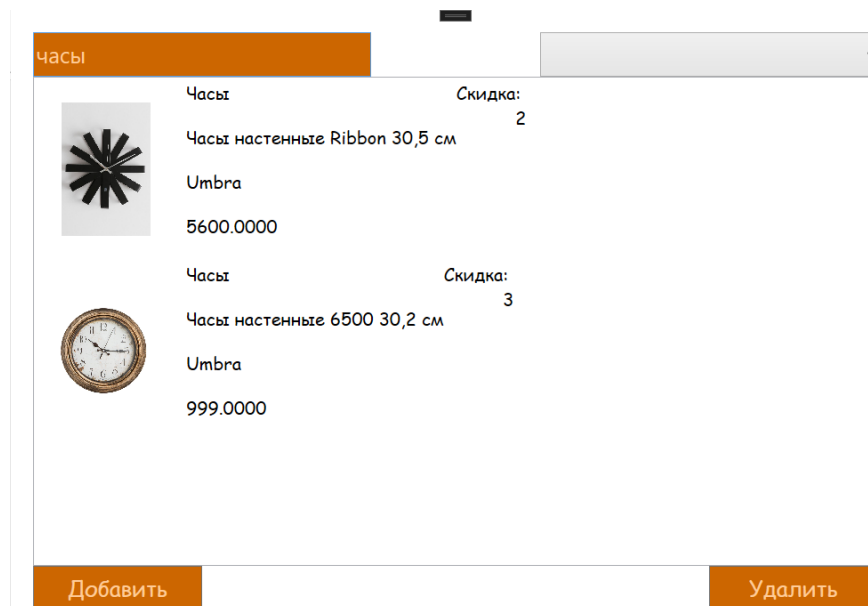 часы
Часы Скидка:
2
Часы настенные Ribbon 30,5 см
Umbra
5600.0000
Часы Скидка:
3
Часы настенные 6500 30,2 см
Umbra
999.0000
Добавить Удалить